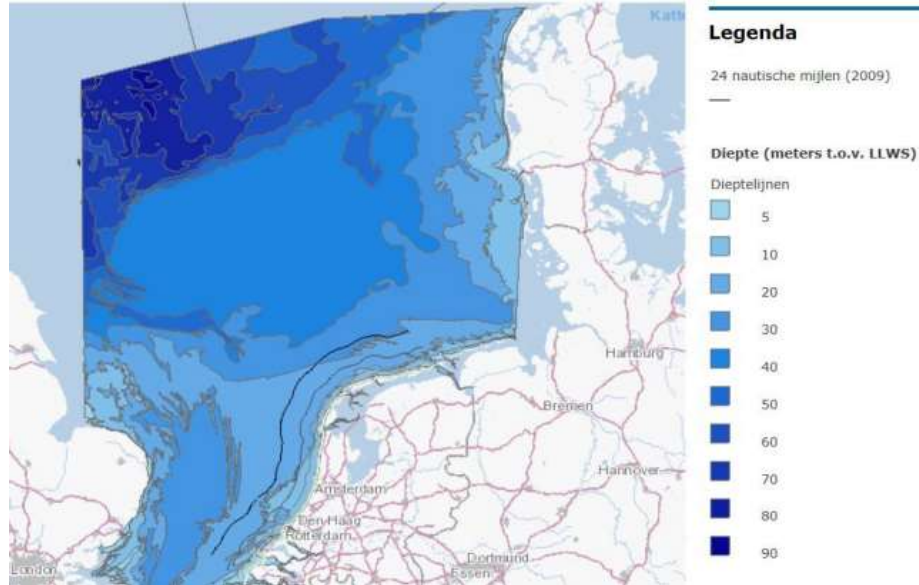 Katte
Hamburg
Bremen
Hannover
Amsterdam
Den Haag
Rotterdam
Dortmund
Essen
London
Legenda
24 nautische mijlen (2009)
Diepte (meters t.o.v. LLWS)
Dieptelijnen
5
10
20
30
40
50
60
70
80
90